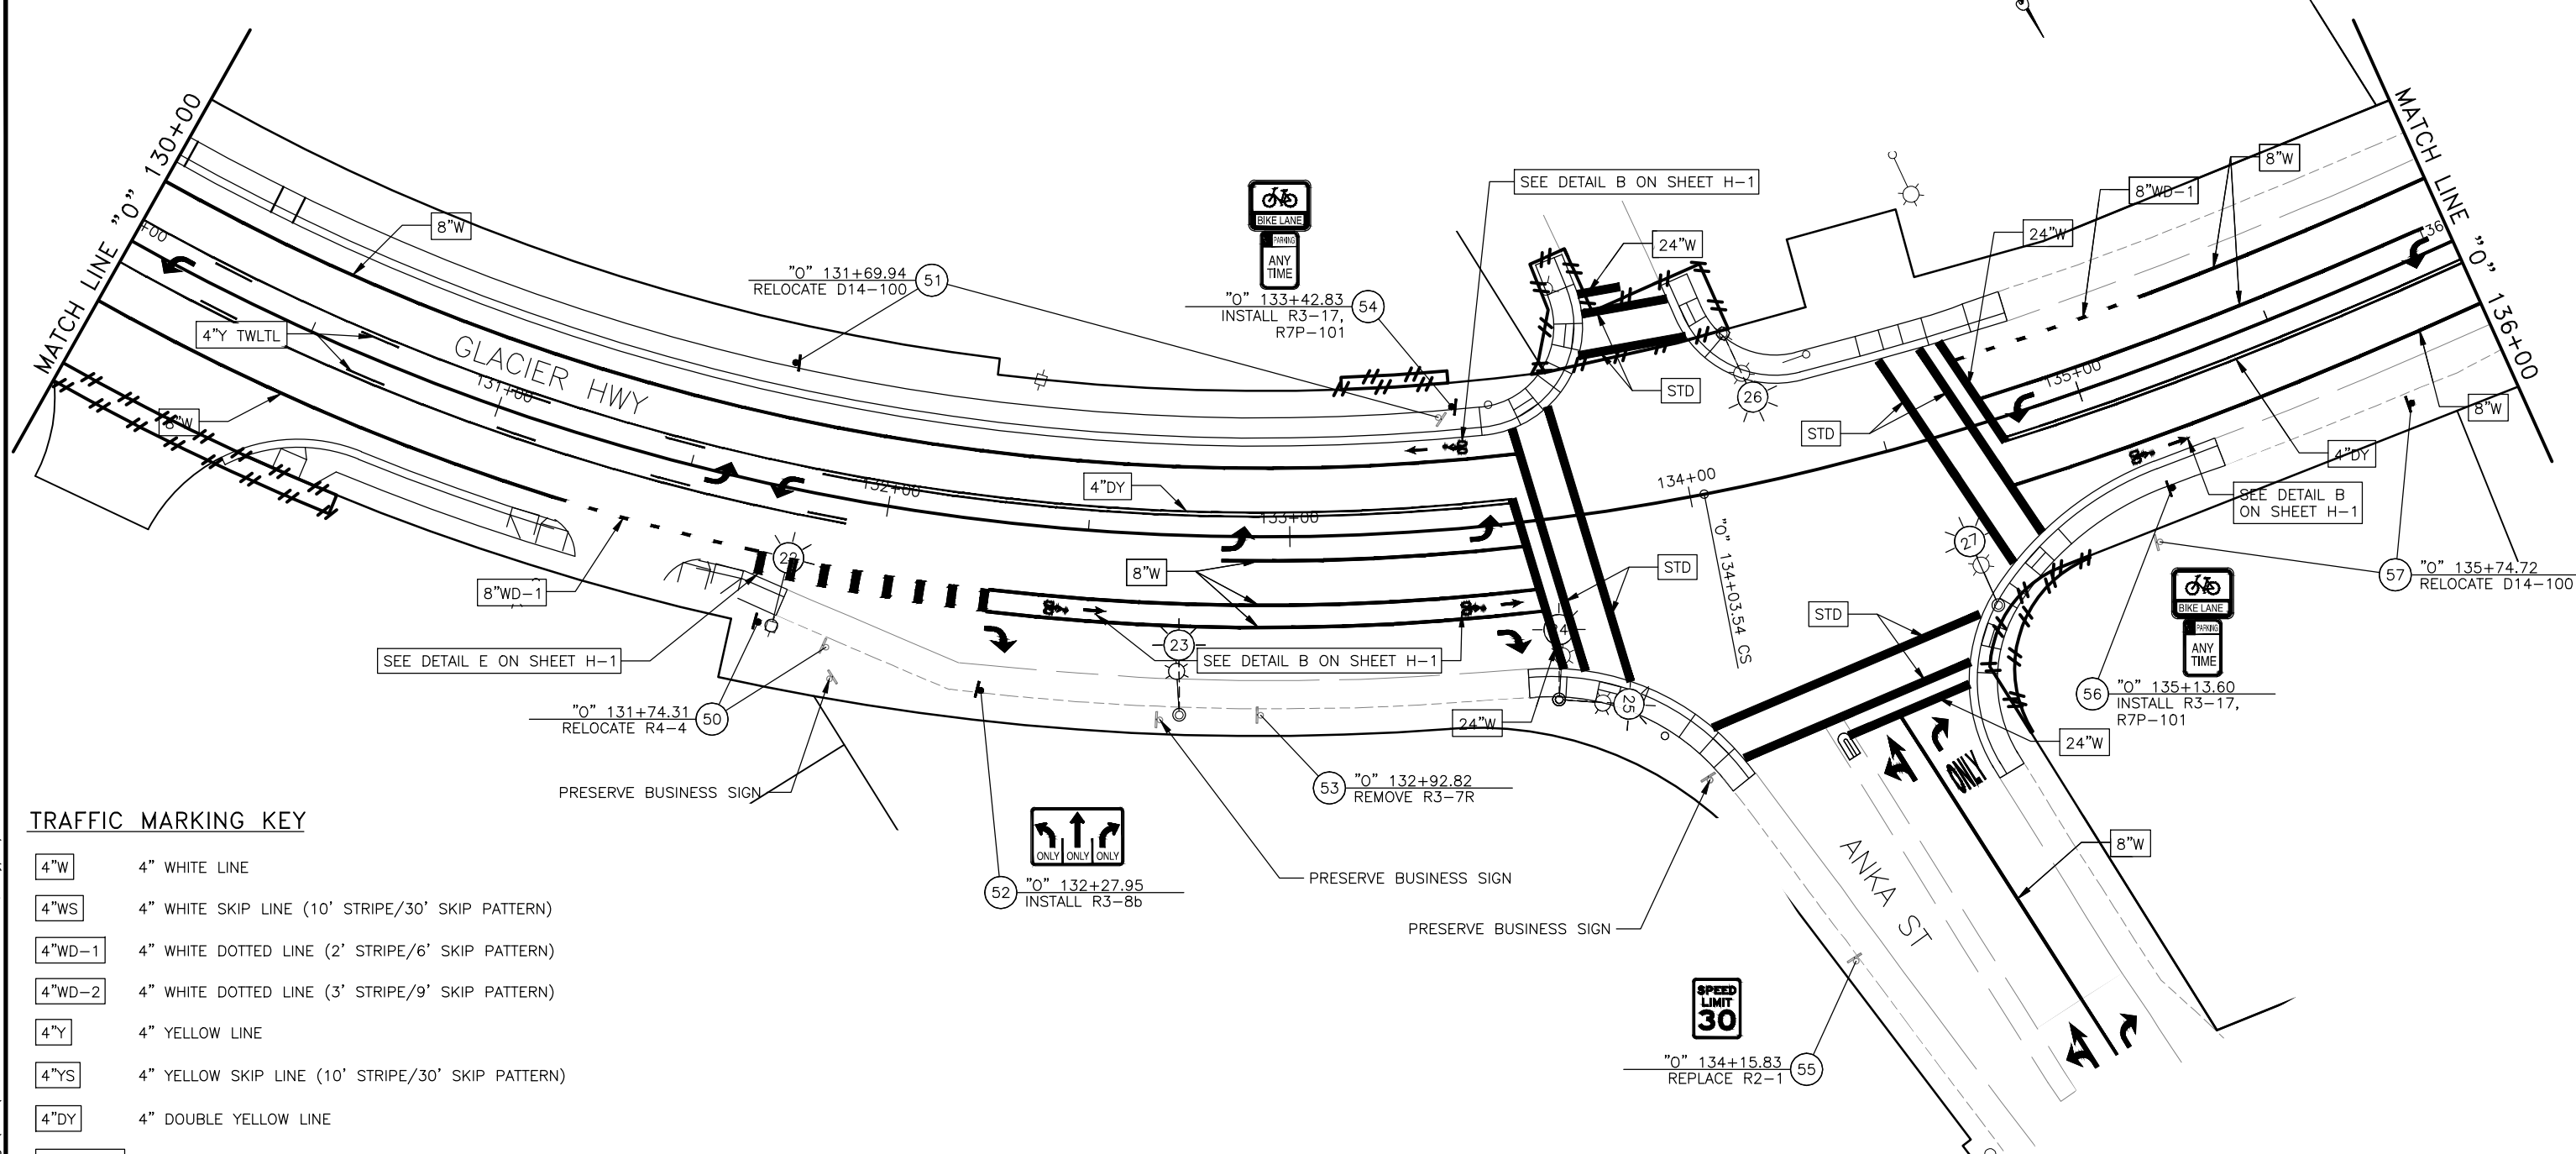 MATCH LINE "O" 130+00
+00
8"W
4"Y TWLTL
8"W
GLACIER HWY
131+00
"O" 131+69.94
RELOCATE D14-100
51
BIKE LANE
PARKING
ANY
TIME
"O" 133+42.83
INSTALL R3-17,
R7P-101
54
SEE DETAIL B ON SHEET H-1
24"W
STD
26
8"W
8"WD-1
24"W
MATCH LINE "O" 136+00
136
135+00
STD
8"W
4"DY
SEE DETAIL B
ON SHEET H-1
132+00
4"DY
133+00
134+00
"O" 134+03.54 CS
8"WD-1
22
8"W
STD
24
27
57
"O" 135+74.72
RELOCATE D14-100
SEE DETAIL E ON SHEET H-1
23
SEE DETAIL B ON SHEET H-1
STD
BIKE LANE
PARKING
ANY
TIME
56
"O" 135+13.60
INSTALL R3-17,
R7P-101
"O" 131+74.31
RELOCATE R4-4
50
24"W
25
24"W
ONLY
PRESERVE BUSINESS SIGN
53
"O" 132+92.82
REMOVE R3-7R
ONLY ONLY ONLY
52
"O" 132+27.95
INSTALL R3-8b
PRESERVE BUSINESS SIGN
PRESERVE BUSINESS SIGN
8"W
ANKA ST
SPEED
LIMIT
30
"O" 134+15.83
REPLACE R2-1
55
TRAFFIC MARKING KEY
4"W 4" WHITE LINE
4"WS 4" WHITE SKIP LINE (10' STRIPE/30' SKIP PATTERN)
4"WD-1 4" WHITE DOTTED LINE (2' STRIPE/6' SKIP PATTERN)
4"WD-2 4" WHITE DOTTED LINE (3' STRIPE/9' SKIP PATTERN)
4"Y 4" YELLOW LINE
4"YS 4" YELLOW SKIP LINE (10' STRIPE/30' SKIP PATTERN)
4"DY 4" DOUBLE YELLOW LINE